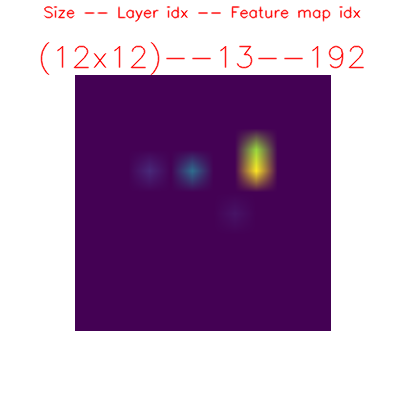 Size -- Layer idx -- Feature map idx
(12x12)--13--192